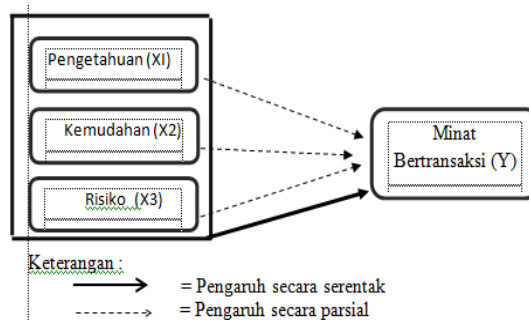 Pengetahuan (XI)
Kemudahan (X2)
Risiko (X3)
Minat
Bertransaksi (Y)
Keterangan :
= Pengaruh secara serentak
= Pengaruh secara parsial